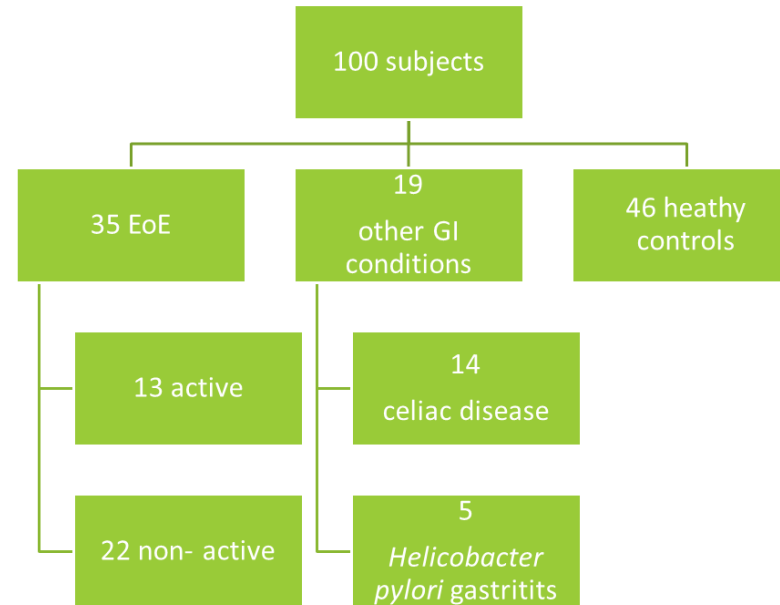 100 subjects
35 EoE
19
other GI
conditions
46 heathy
controls
13 active
14
celiac disease
22 non- active
5
Helicobacter
pylori gastritits